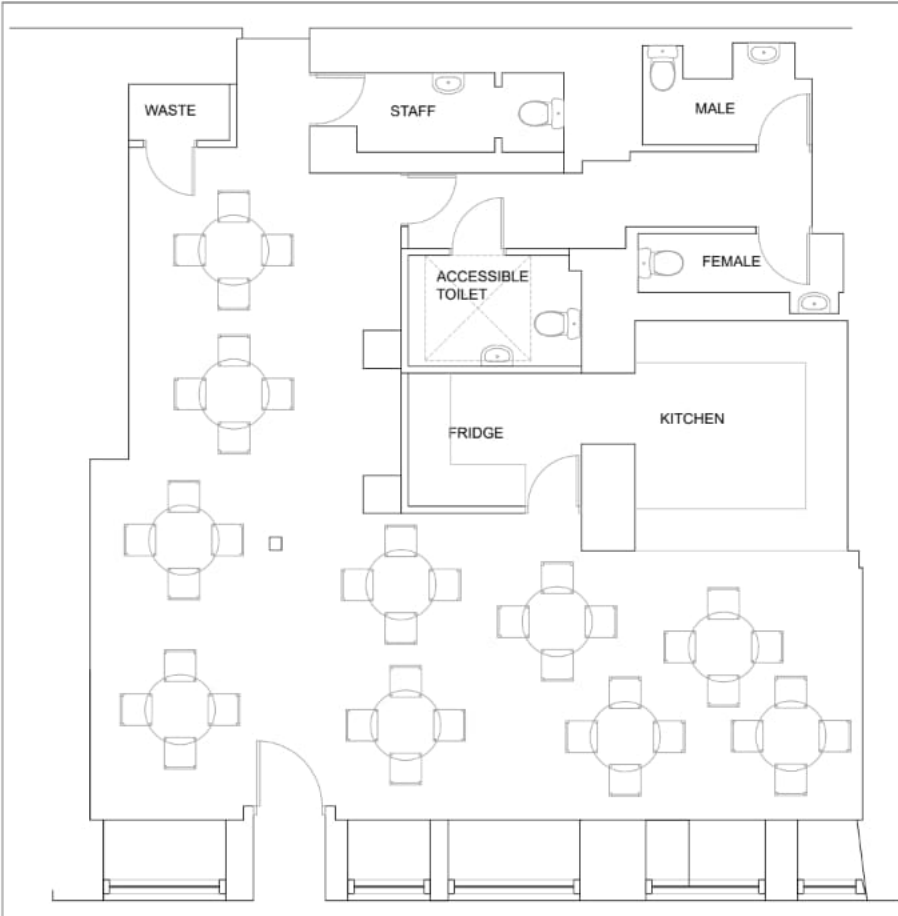 WASTE
STAFF
MALE
FEMALE
ACCESSIBLE
TOILET
FRIDGE
KITCHEN